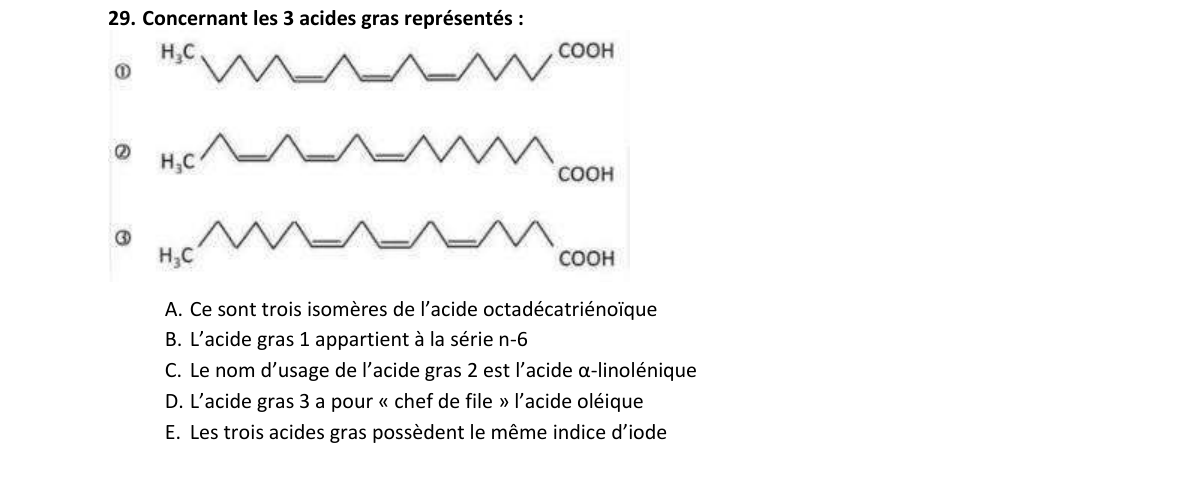 29. Concernant les 3 acides gras représentés :
① H₃C COOH
② H₃C COOH
③ H₃C COOH
A. Ce sont trois isomères de l’acide octadécatriénoïque
B. L’acide gras 1 appartient à la série n-6
C. Le nom d’usage de l’acide gras 2 est l’acide α-linolénique
D. L’acide gras 3 a pour « chef de file » l’acide oléique
E. Les trois acides gras possèdent le même indice d’iode